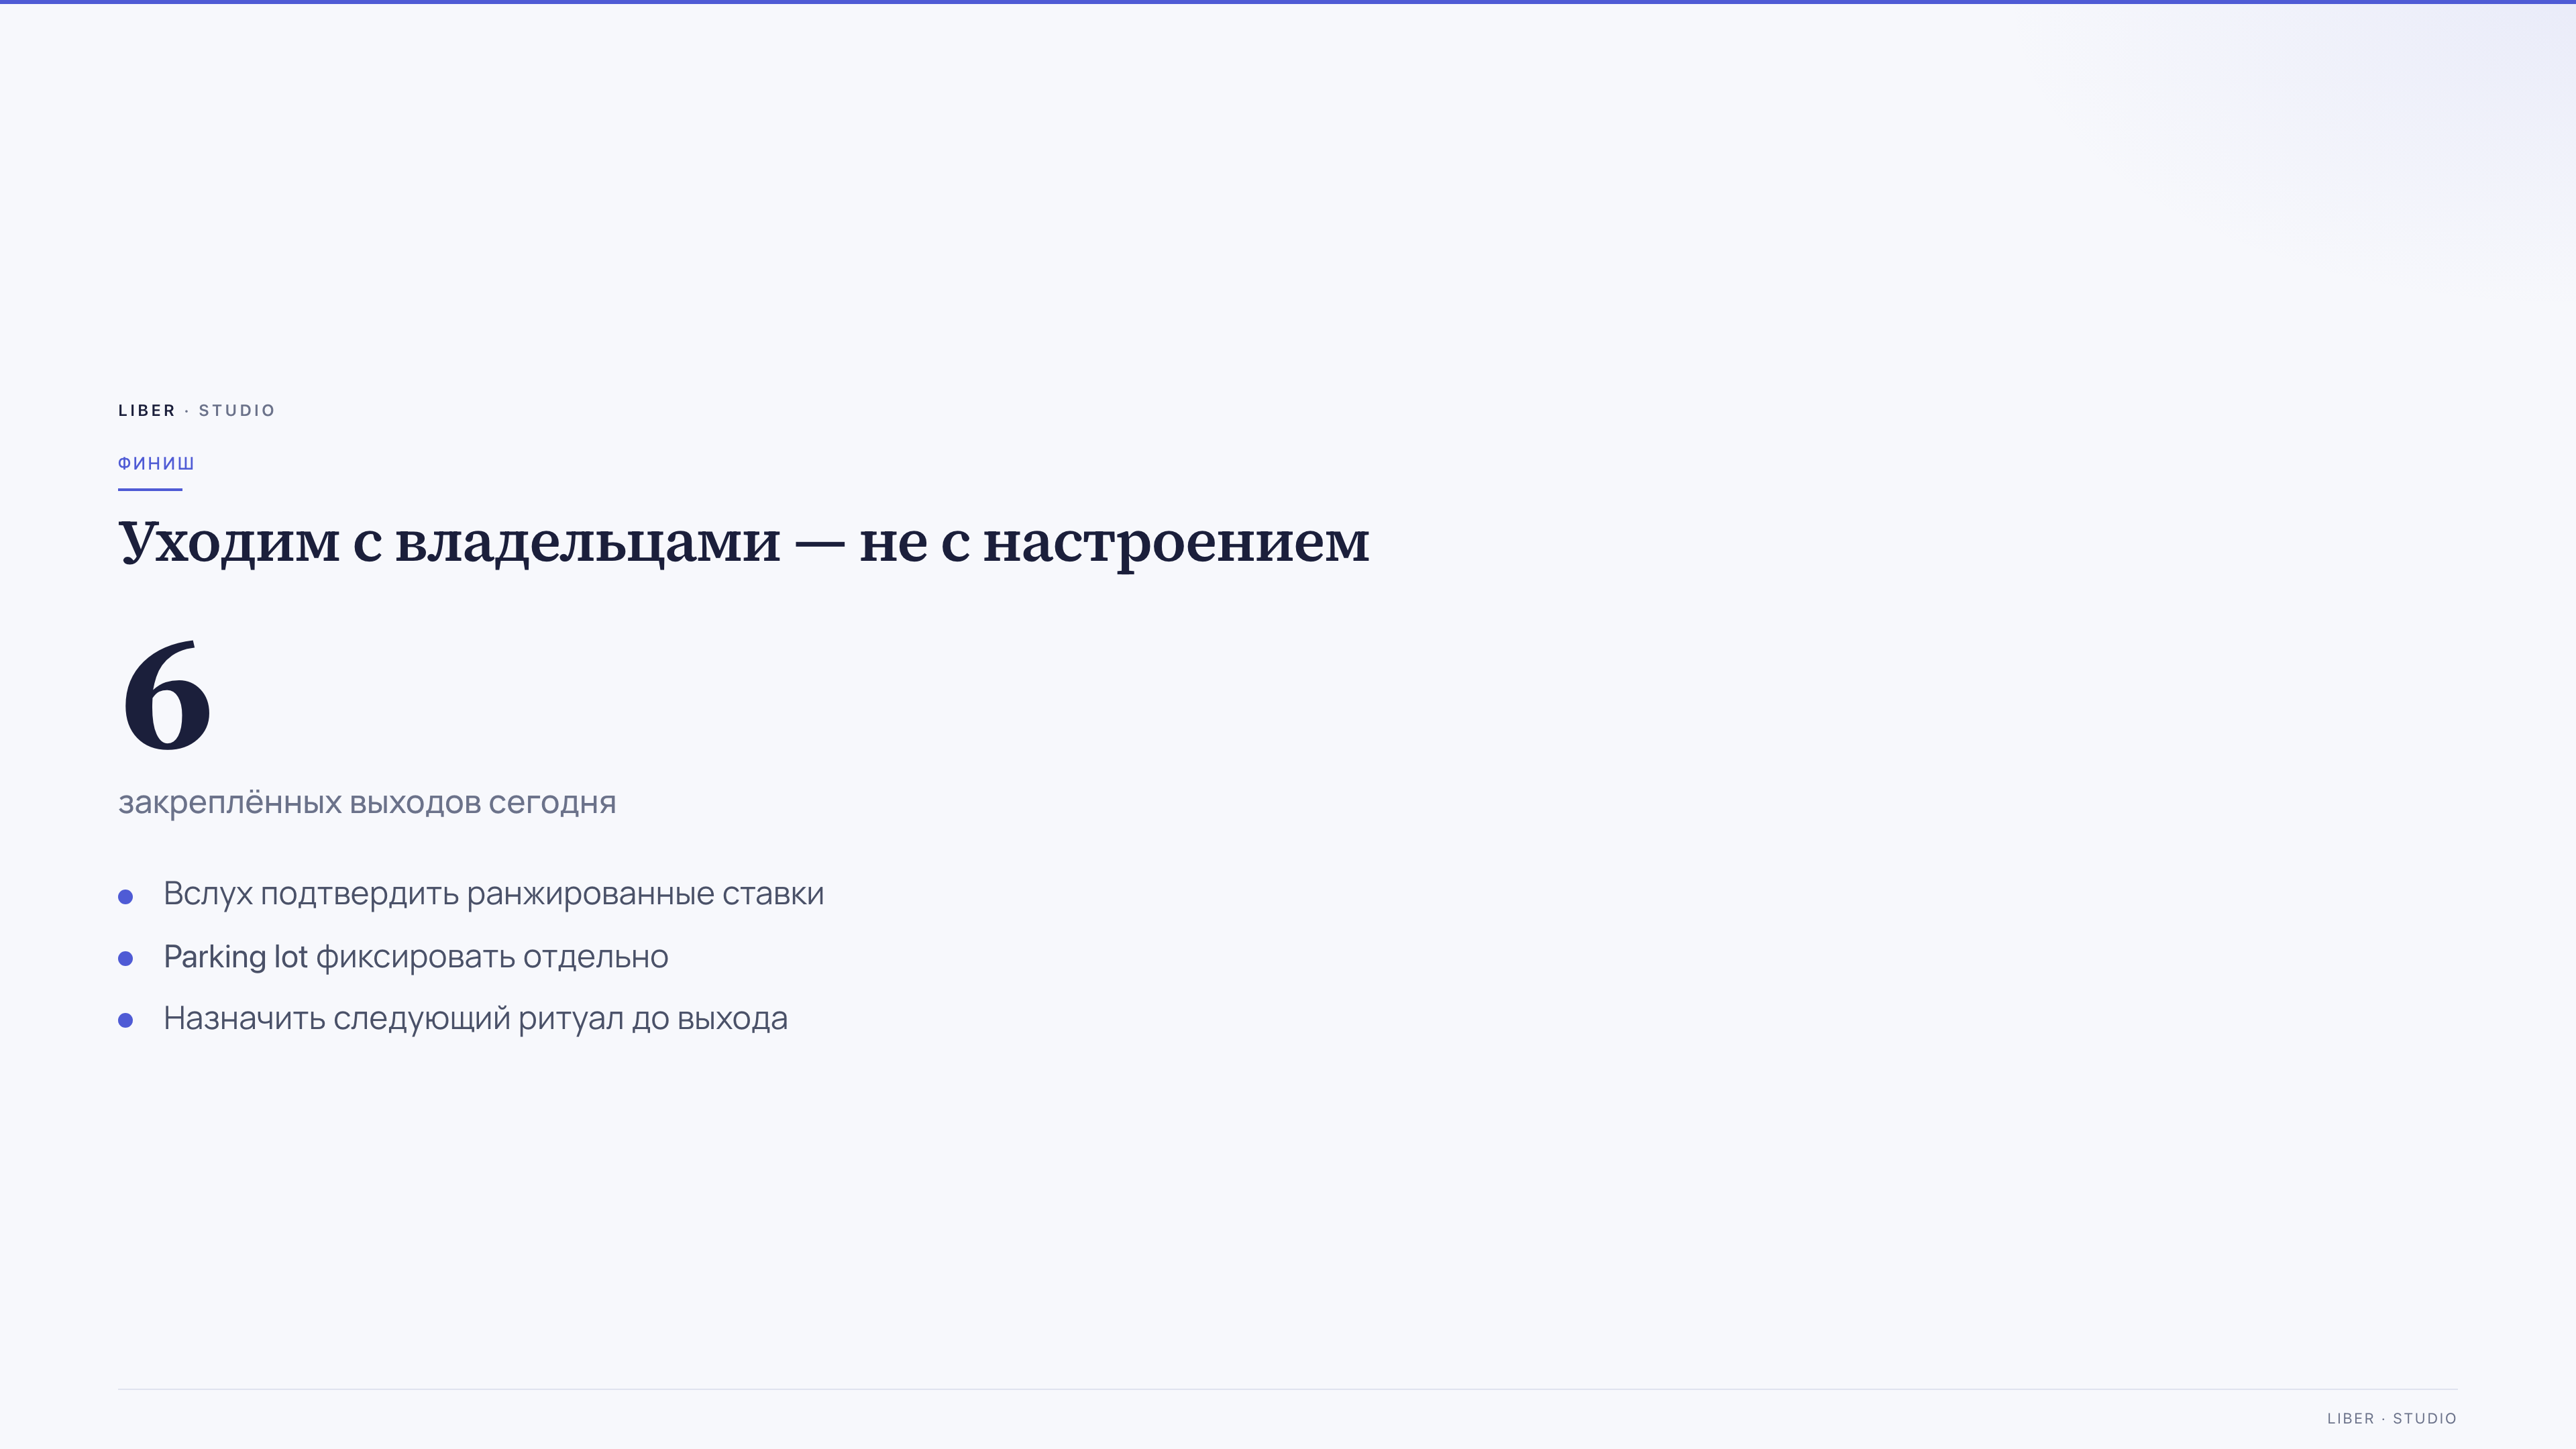 LIBER · STUDIO
ФИНИШ
Уходим с владельцами — не с настроением
6
закреплённых выходов сегодня
Вслух подтвердить ранжированные ставки
Parking lot фиксировать отдельно
Назначить следующий ритуал до выхода
LIBER · STUDIO